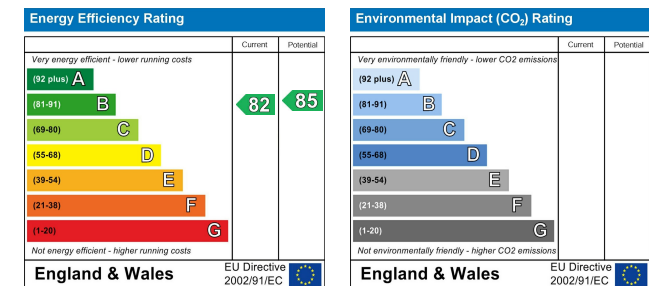 Energy Efficiency Rating
Current Potential
Very energy efficient - lower running costs
(92 plus) A
(81-91) B
82 85
(69-80) C
(55-68) D
(39-54) E
(21-38) F
(1-20) G
Not energy efficient - higher running costs
England & Wales
EU Directive
2002/91/EC
Environmental Impact (CO₂) Rating
Current Potential
Very environmentally friendly - lower CO2 emissions
(92 plus) A
(81-91) B
(69-80) C
(55-68) D
(39-54) E
(21-38) F
(1-20) G
Not environmentally friendly - higher CO2 emissions
England & Wales
EU Directive
2002/91/EC